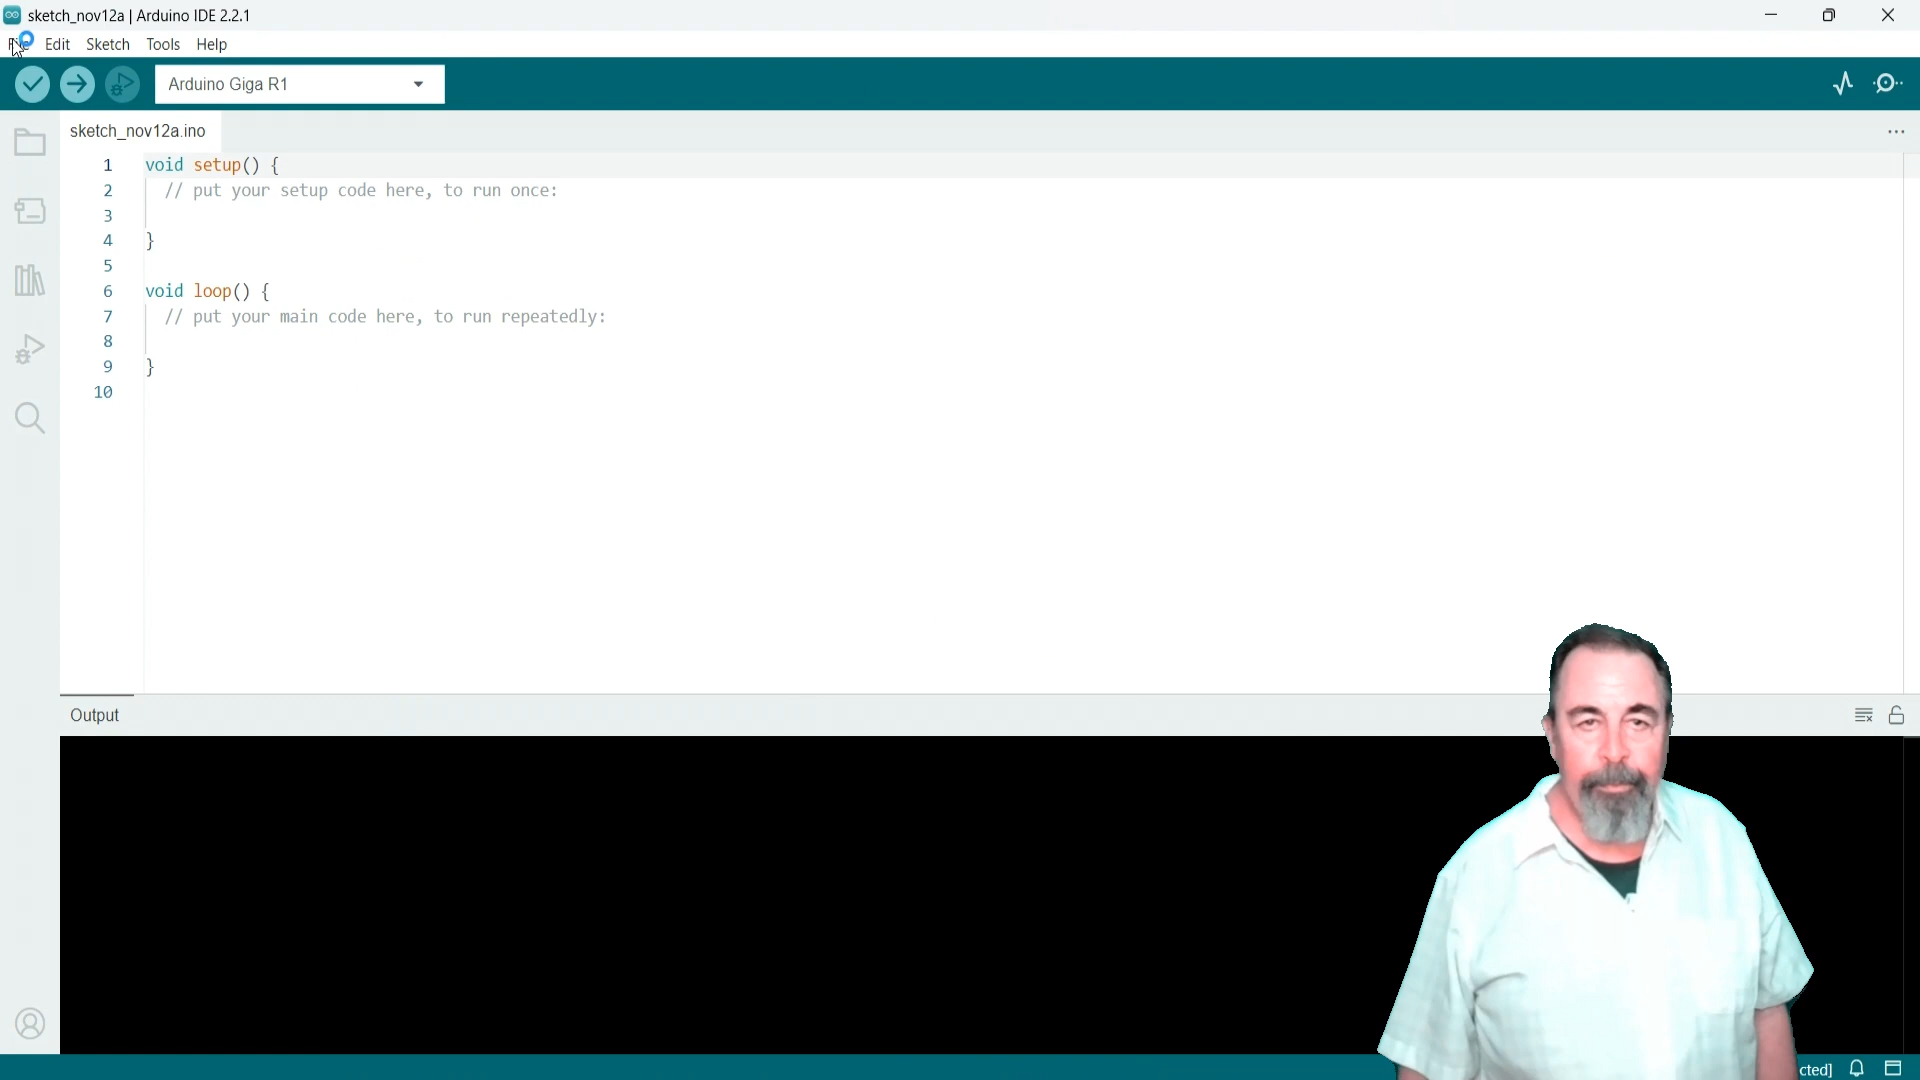 sketch_nov12a | Arduino IDE 2.2.1
File Edit Sketch Tools Help
Arduino Giga R1
sketch_nov12a.ino
1 void setup() {
2 // put your setup code here, to run once:
3
4 }
5
6 void loop() {
7 // put your main code here, to run repeatedly:
8
9 }
10
Output
cted]